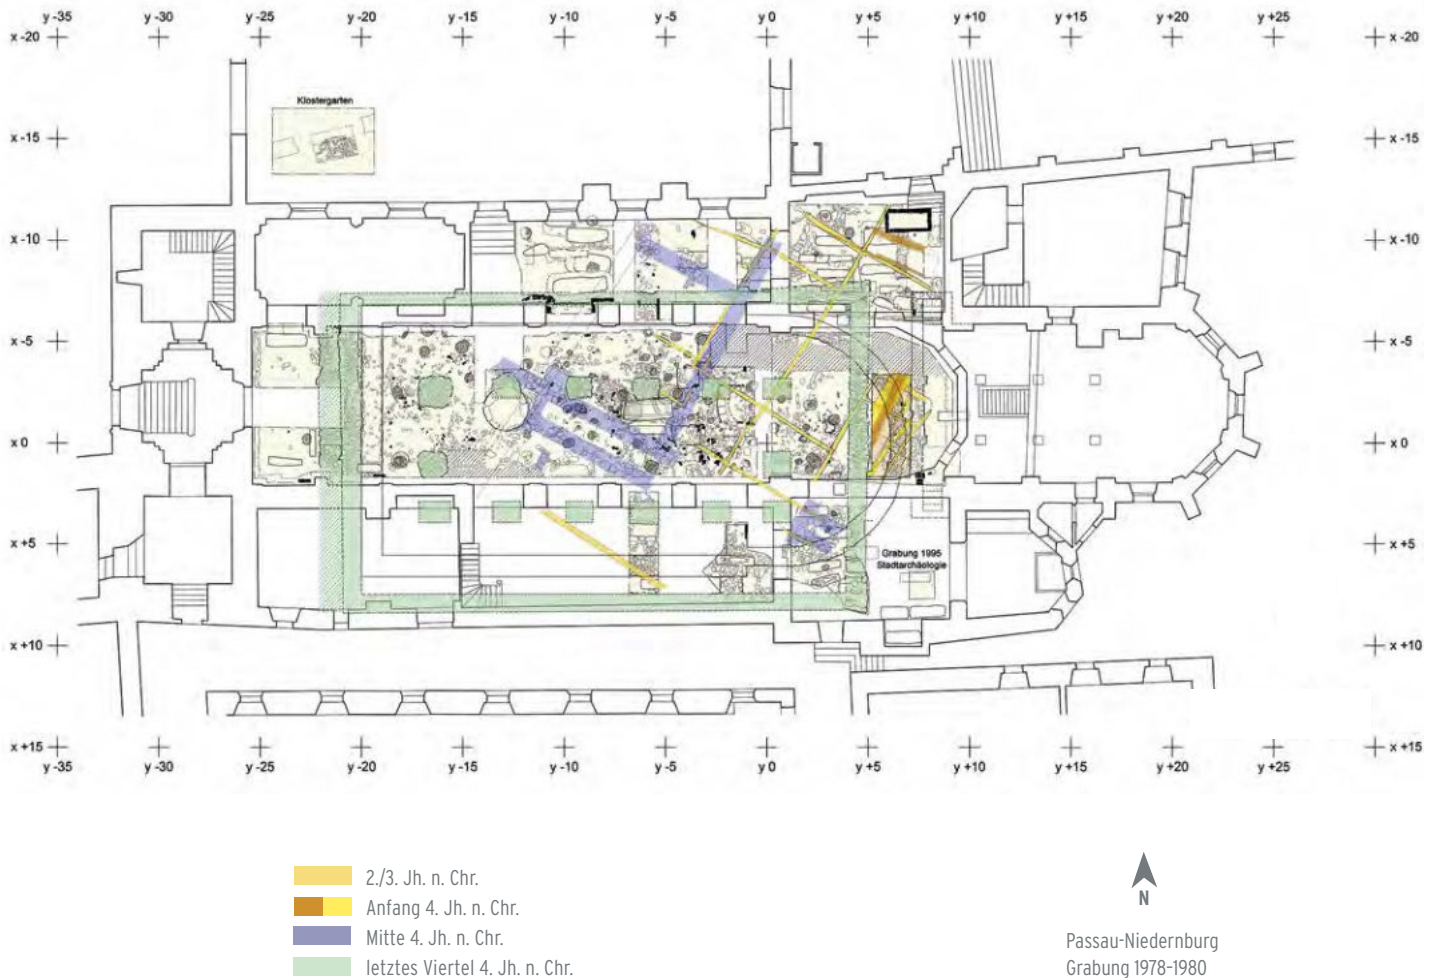 y -35 y -30 y -25 y -20 y -15 y -10 y -5 y 0 y +5 y +10 y +15 y +20 y +25
x -20 x -20
Klostergarten
x -15 x -15
x -10 x -10
x -5 x -5
x 0 x 0
x +5 x +5
Grabung 1995
Stadtarchäologie
x +10 x +10
x +15 x +15
y -35 y -30 y -25 y -20 y -15 y -10 y -5 y 0 y +5 y +10 y +15 y +20 y +25
2./3. Jh. n. Chr.
Anfang 4. Jh. n. Chr.
Mitte 4. Jh. n. Chr.
letztes Viertel 4. Jh. n. Chr.
N
Passau-Niedernburg
Grabung 1978-1980